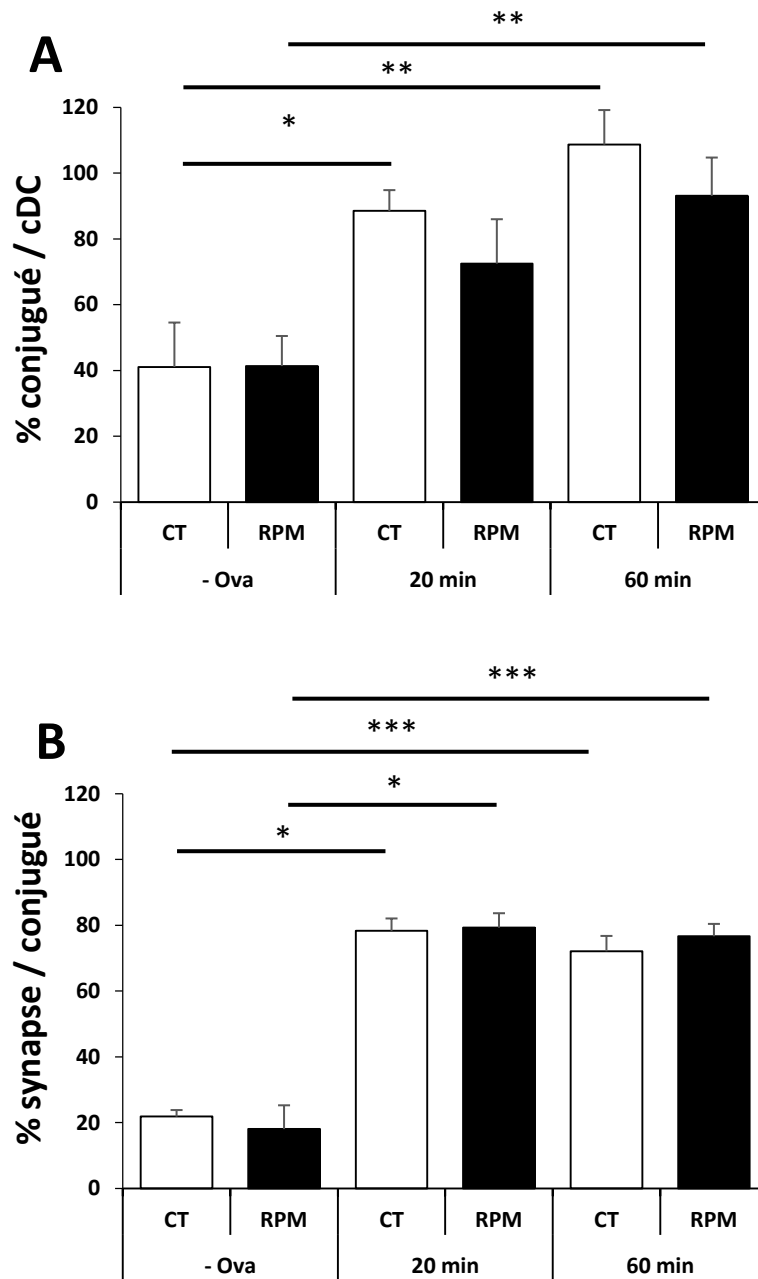 **
A
**
120
*
100
80
60
40
20
0
% conjugué / cDC
CT RPM CT RPM CT RPM
- Ova 20 min 60 min
***
B
***
120
*
*
100
80
60
40
20
0
% synapse / conjugué
CT RPM CT RPM CT RPM
- Ova 20 min 60 min